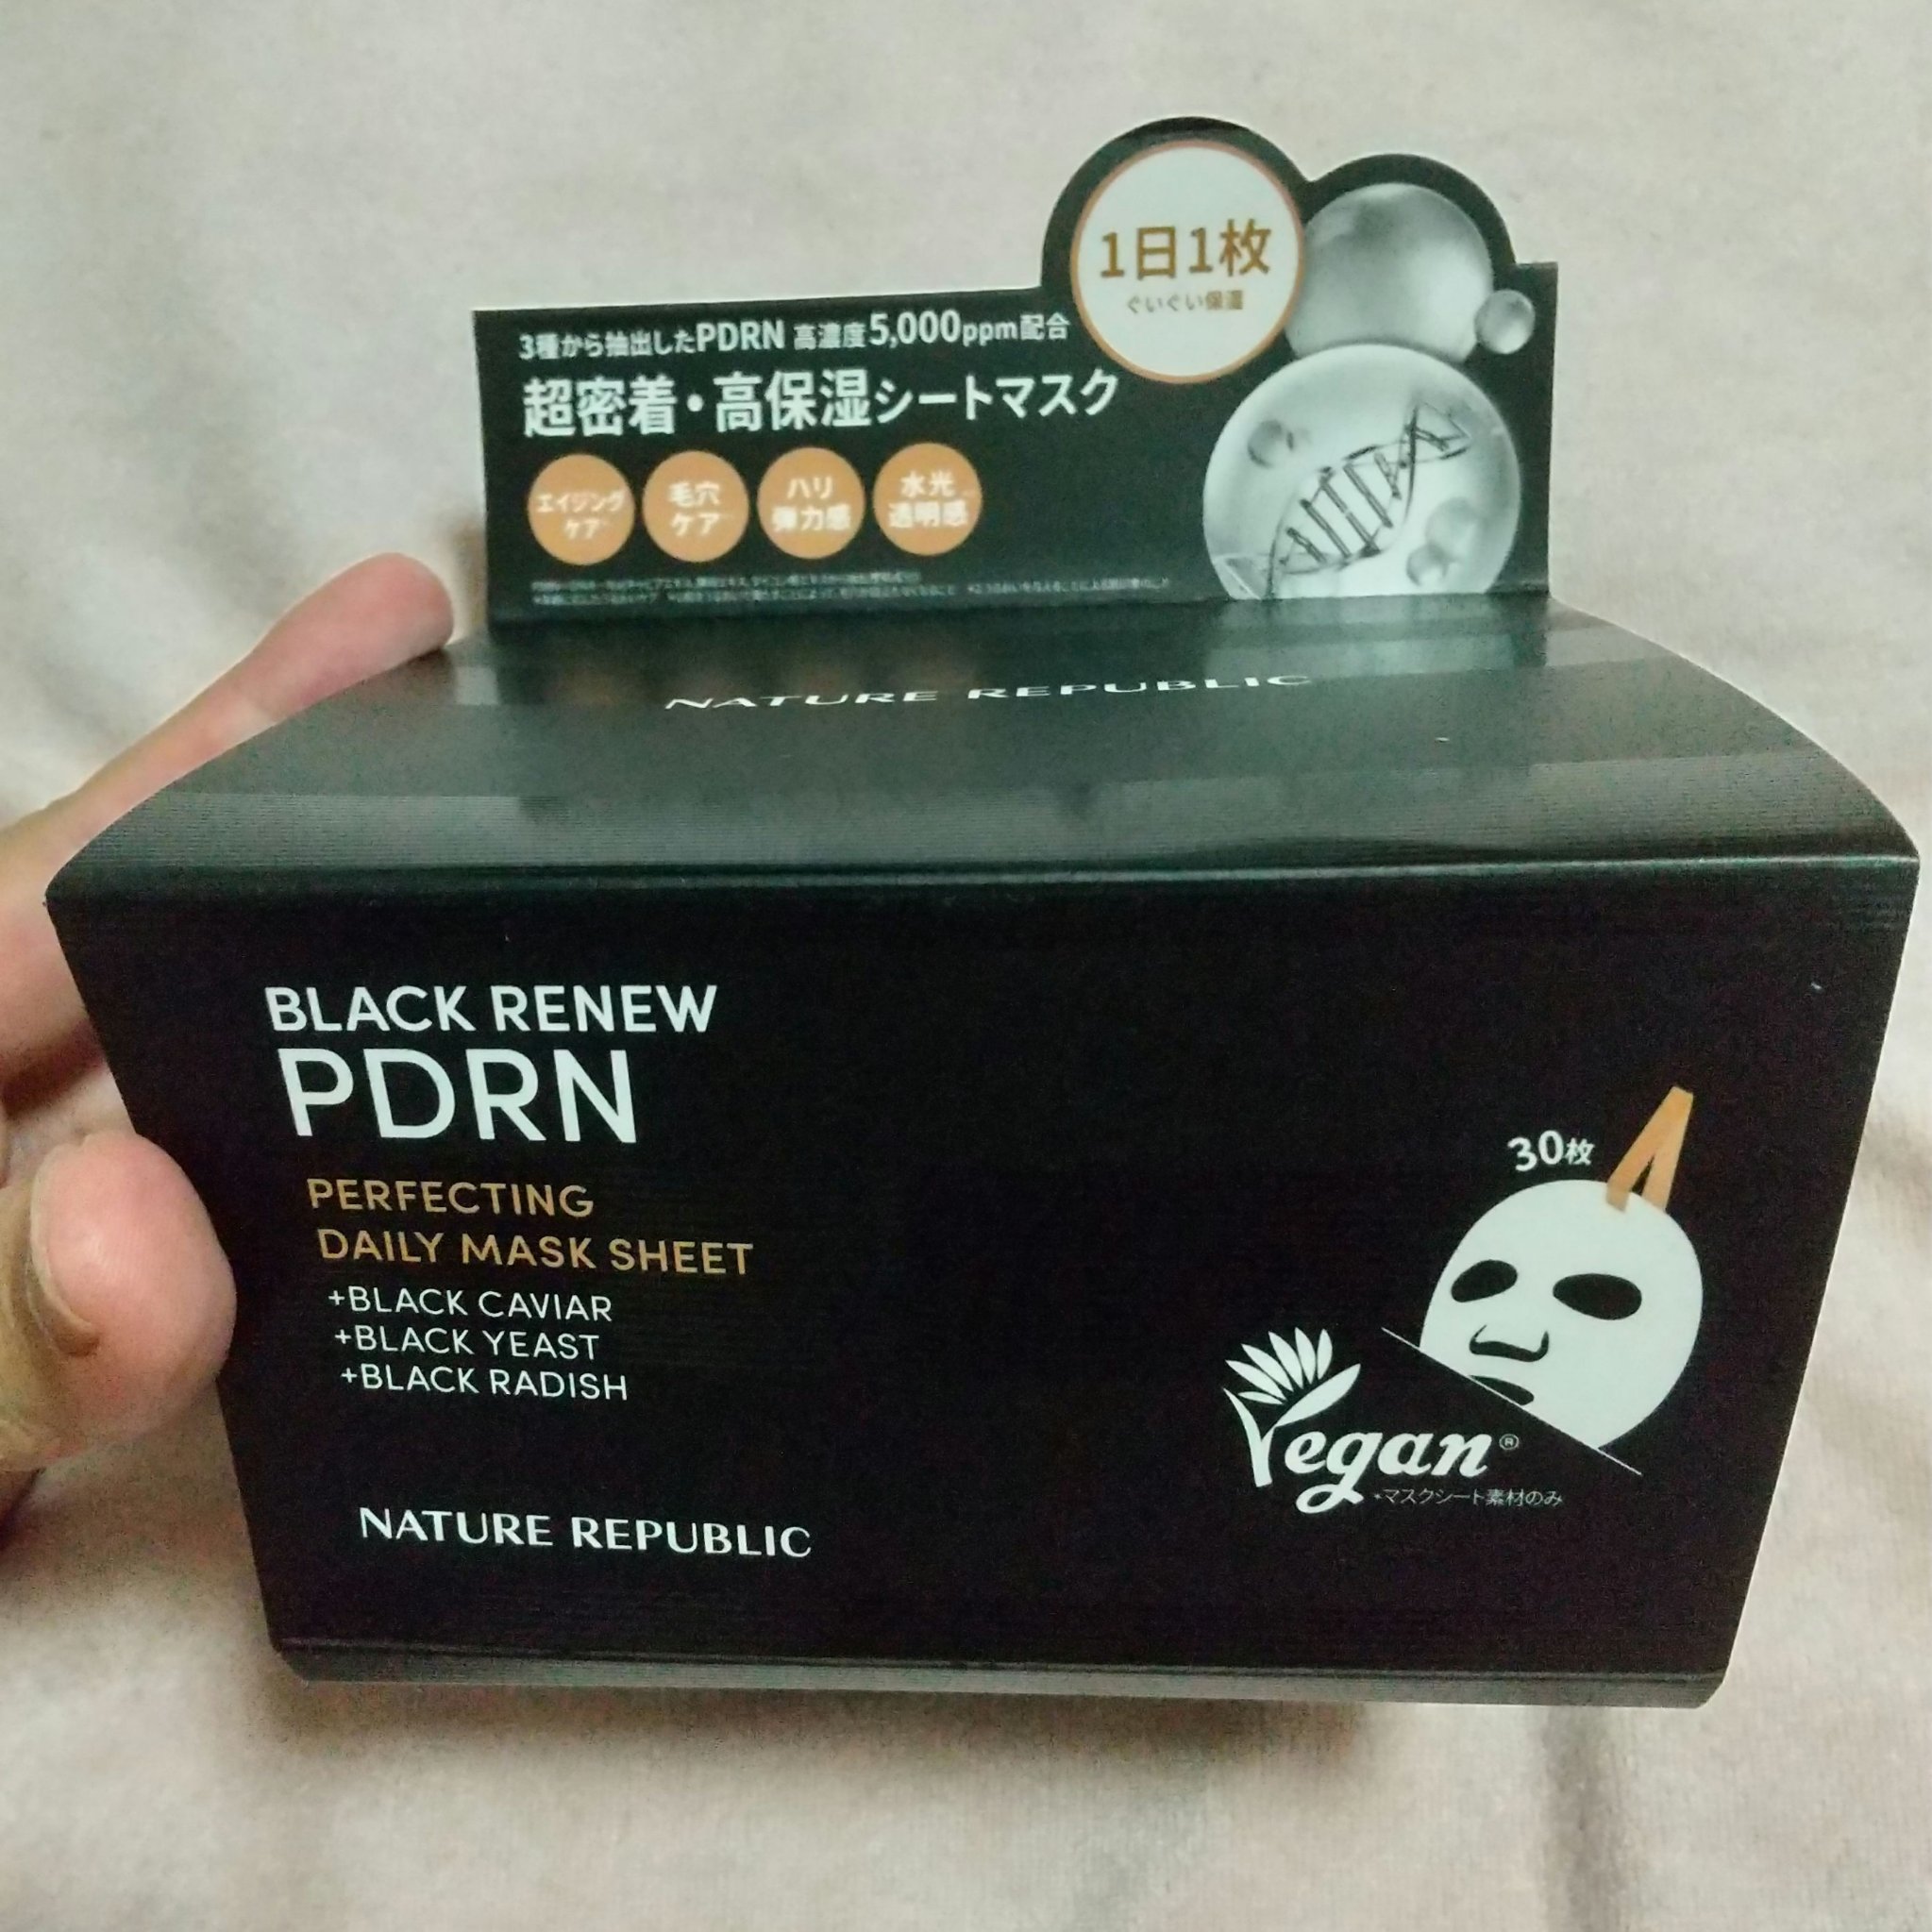 1日1枚
ぐいぐい保湿
3種から抽出したPDRN 高濃度5,000ppm配合
超密着・高保湿シートマスク
エイジング
ケア
毛穴
ケア
ハリ
弾力感
水光
透明感
NATURE REPUBLIC
BLACK RENEW
PDRN
PERFECTING
DAILY MASK SHEET
+BLACK CAVIAR
+BLACK YEAST
+BLACK RADISH
NATURE REPUBLIC
30枚
Vegan®
*マスクシート素材のみ